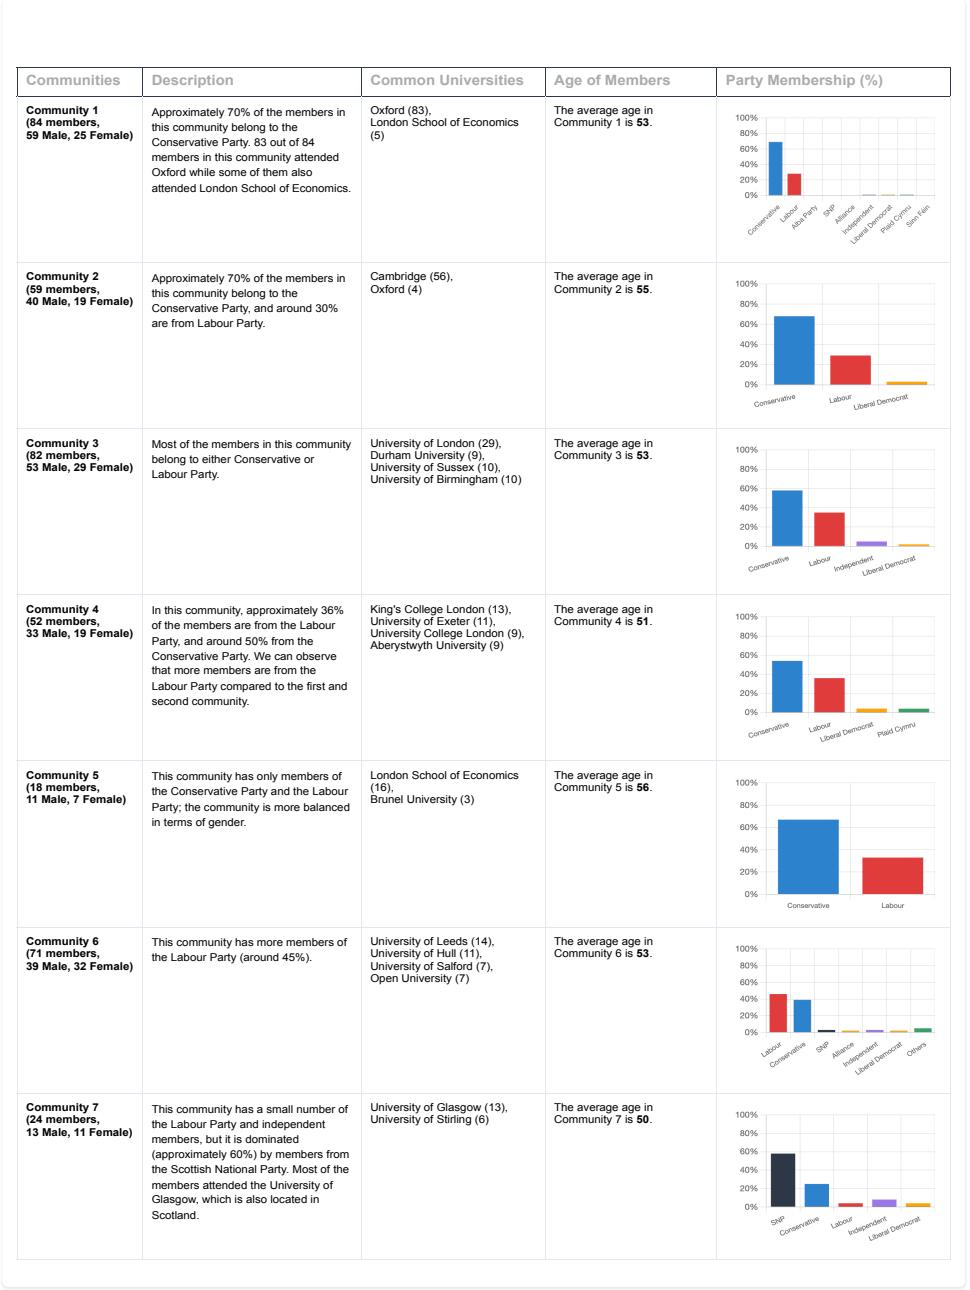 Communities
Description
Common Universities
Age of Members
Party Membership (%)
Community 1
(84 members,
59 Male, 25 Female)
Approximately 70% of the members in
this community belong to the
Conservative Party. 83 out of 84
members in this community attended
Oxford while some of them also
attended London School of Economics.
Oxford (83),
London School of Economics
(5)
The average age in
Community 1 is 53.
100%
80%
60%
40%
20%
0%
Conservative
Labour
Alba Party
SNP
Alliance
Independent
Liberal Democrat
Plaid Cymru
Sinn Féin
Community 2
(59 members,
40 Male, 19 Female)
Approximately 70% of the members in
this community belong to the
Conservative Party, and around 30%
are from Labour Party.
Cambridge (56),
Oxford (4)
The average age in
Community 2 is 55.
100%
80%
60%
40%
20%
0%
Conservative
Labour
Liberal Democrat
Community 3
(82 members,
53 Male, 29 Female)
Most of the members in this community
belong to either Conservative or
Labour Party.
University of London (29),
Durham University (9),
University of Sussex (10),
University of Birmingham (10)
The average age in
Community 3 is 53.
100%
80%
60%
40%
20%
0%
Conservative
Labour
Independent
Liberal Democrat
Community 4
(52 members,
33 Male, 19 Female)
In this community, approximately 36%
of the members are from the Labour
Party, and around 50% from the
Conservative Party. We can observe
that more members are from the
Labour Party compared to the first and
second community.
King's College London (13),
University of Exeter (11),
University College London (9),
Aberystwyth University (9)
The average age in
Community 4 is 51.
100%
80%
60%
40%
20%
0%
Conservative
Labour
Liberal Democrat
Plaid Cymru
Community 5
(18 members,
11 Male, 7 Female)
This community has only members of
the Conservative Party and the Labour
Party; the community is more balanced
in terms of gender.
London School of Economics
(16),
Brunel University (3)
The average age in
Community 5 is 56.
100%
80%
60%
40%
20%
0%
Conservative
Labour
Community 6
(71 members,
39 Male, 32 Female)
This community has more members of
the Labour Party (around 45%).
University of Leeds (14),
University of Hull (11),
University of Salford (7),
Open University (7)
The average age in
Community 6 is 53.
100%
80%
60%
40%
20%
0%
Labour
Conservative
SNP
Alliance
Independent
Liberal Democrat
Others
Community 7
(24 members,
13 Male, 11 Female)
This community has a small number of
the Labour Party and independent
members, but it is dominated
(approximately 60%) by members from
the Scottish National Party. Most of the
members attended the University of
Glasgow, which is also located in
Scotland.
University of Glasgow (13),
University of Stirling (6)
The average age in
Community 7 is 50.
100%
80%
60%
40%
20%
0%
SNP
Conservative
Labour
Independent
Liberal Democrat